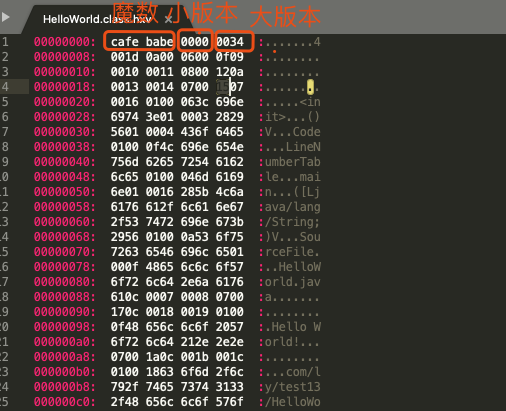 HelloWorld.class.hxv
魔数 小版本 大版本
1 00000000: cafe babe 0000 0034 :.......4
2 00000008: 001d 0a00 0600 0f09 :........
3 00000010: 0010 0011 0800 120a :........
4 00000018: 0013 0014 0700 1507 :........
5 00000020: 0016 0100 063c 696e :.....<in
6 00000028: 6974 3e01 0003 2829 :it>...()
7 00000030: 5601 0004 436f 6465 :V...Code
8 00000038: 0100 0f4c 696e 654e :...LineN
9 00000040: 756d 6265 7254 6162 :umberTab
10 00000048: 6c65 0100 046d 6169 :le...mai
11 00000050: 6e01 0016 285b 4c6a :n...([Lj
12 00000058: 6176 612f 6c61 6e67 :ava/lang
13 00000060: 2f53 7472 696e 673b :/String;
14 00000068: 2956 0100 0a53 6f75 :)V...Sou
15 00000070: 7263 6546 696c 6501 :rceFile.
16 00000078: 000f 4865 6c6c 6f57 :..HelloW
17 00000080: 6f72 6c64 2e6a 6176 :orld.jav
18 00000088: 610c 0007 0008 0700 :a.......
19 00000090: 170c 0018 0019 0100 :........
20 00000098: 0f48 656c 6c6f 2057 :.Hello W
21 000000a0: 6f72 6c64 212e 2e2e :orld!...
22 000000a8: 0700 1a0c 001b 001c :........
23 000000b0: 0100 1863 6f6d 2f6c :...com/l
24 000000b8: 792f 7465 7374 3133 :y/test13
25 000000c0: 2f48 656c 6c6f 576f :/HelloWo